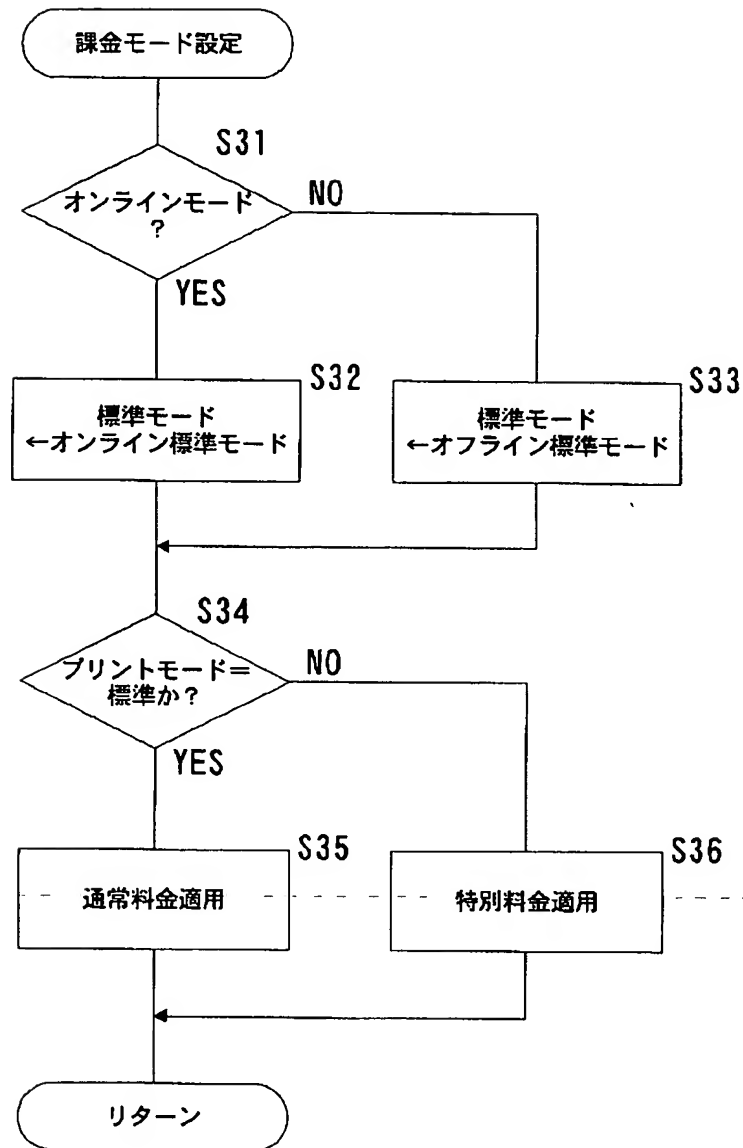 課金モード設定
S31
オンラインモード
?
NO
YES
S32
標準モード
←オンライン標準モード
S33
標準モード
←オフライン標準モード
S34
プリントモード=
標準か?
NO
YES
S35
通常料金適用
S36
特別料金適用
リターン